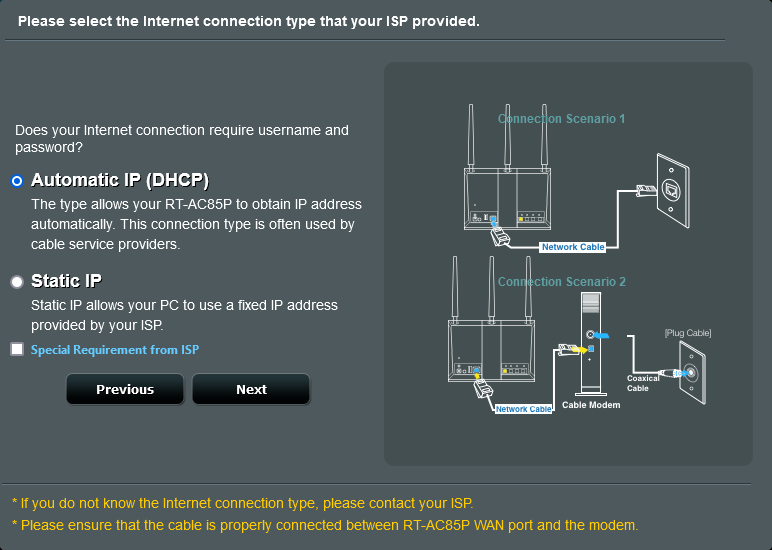 Please select the Internet connection type that your ISP provided.
Does your Internet connection require username and
password?
Automatic IP (DHCP)
The type allows your RT-AC85P to obtain IP address
automatically. This connection type is often used by
cable service providers.
Static IP
Static IP allows your PC to use a fixed IP address
provided by your ISP.
Special Requirement from ISP
Previous
Next
Connection Scenario 1
Network Cable
Connection Scenario 2
[Plug Cable]
Coaxical
Cable
Cable Modem
Network Cable
* If you do not know the Internet connection type, please contact your ISP.
* Please ensure that the cable is properly connected between RT-AC85P WAN port and the modem.